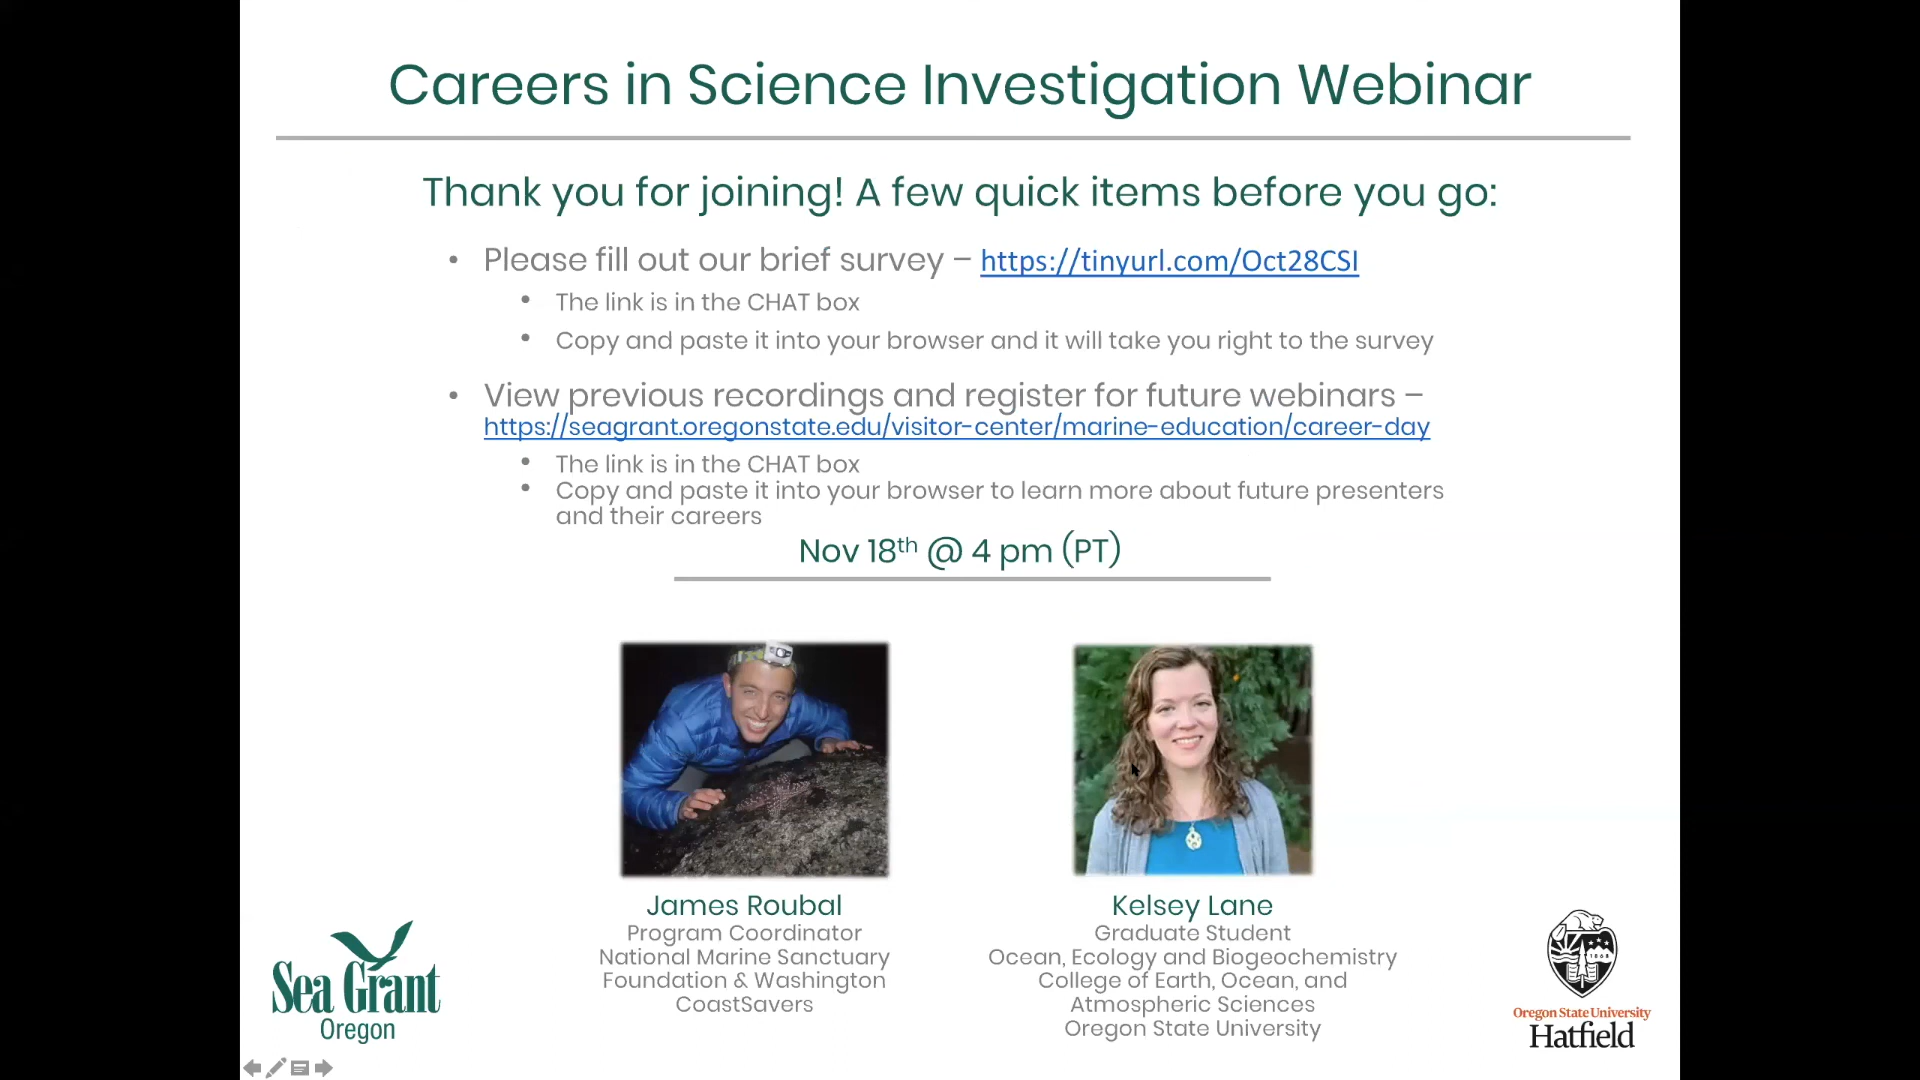 Careers in Science Investigation Webinar
Thank you for joining! A few quick items before you go:
• Please fill out our brief survey – https://tinyurl.com/Oct28CSI
• The link is in the CHAT box
• Copy and paste it into your browser and it will take you right to the survey
• View previous recordings and register for future webinars –
https://seagrant.oregonstate.edu/visitor-center/marine-education/career-day
• The link is in the CHAT box
• Copy and paste it into your browser to learn more about future presenters
and their careers
Nov 18th @ 4 pm (PT)
James Roubal
Program Coordinator
National Marine Sanctuary
Foundation & Washington
CoastSavers
Kelsey Lane
Graduate Student
Ocean, Ecology and Biogeochemistry
College of Earth, Ocean, and
Atmospheric Sciences
Oregon State University
Sea Grant
Oregon
1868
Oregon State University
Hatfield